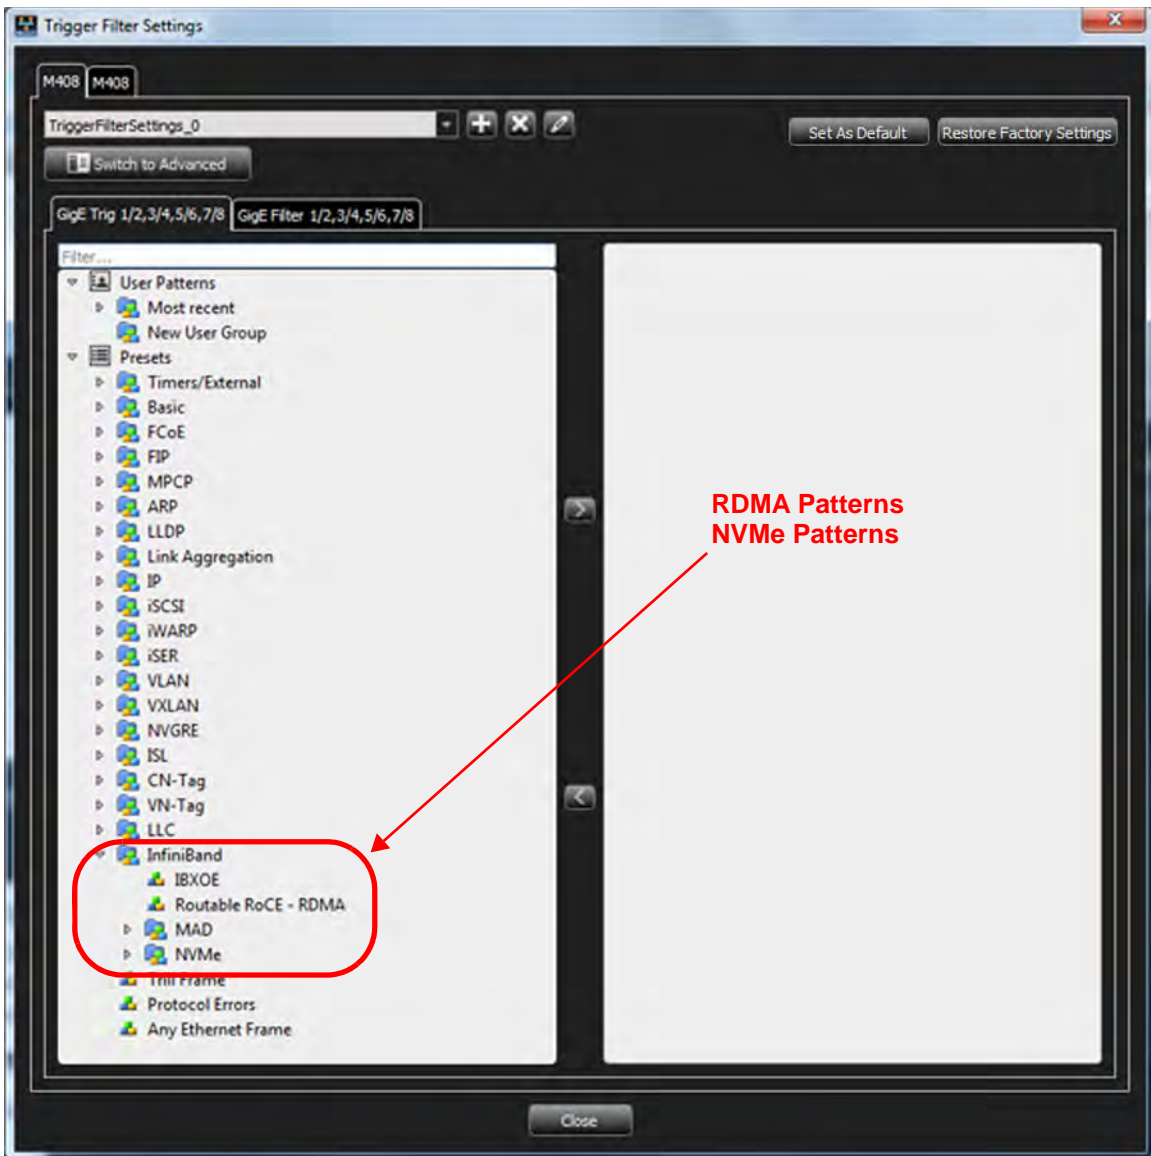 Trigger Filter Settings
M408 M408
TriggerFilterSettings_0
Set As Default Restore Factory Settings
Switch to Advanced
GigE Trig 1/2,3/4,5/6,7/8 GigE Filter 1/2,3/4,5/6,7/8
Filter...
User Patterns
Most recent
New User Group
Presets
Timers/External
Basic
FCoE
FIP
MPCP
ARP
LLDP
Link Aggregation
IP
iSCSI
iWARP
iSER
VLAN
VXLAN
NVGRE
ISL
CN-Tag
VN-Tag
LLC
InfiniBand
IBXOE
Routable RoCE - RDMA
MAD
NVMe
Trill Frame
Protocol Errors
Any Ethernet Frame
RDMA Patterns
NVMe Patterns
Close